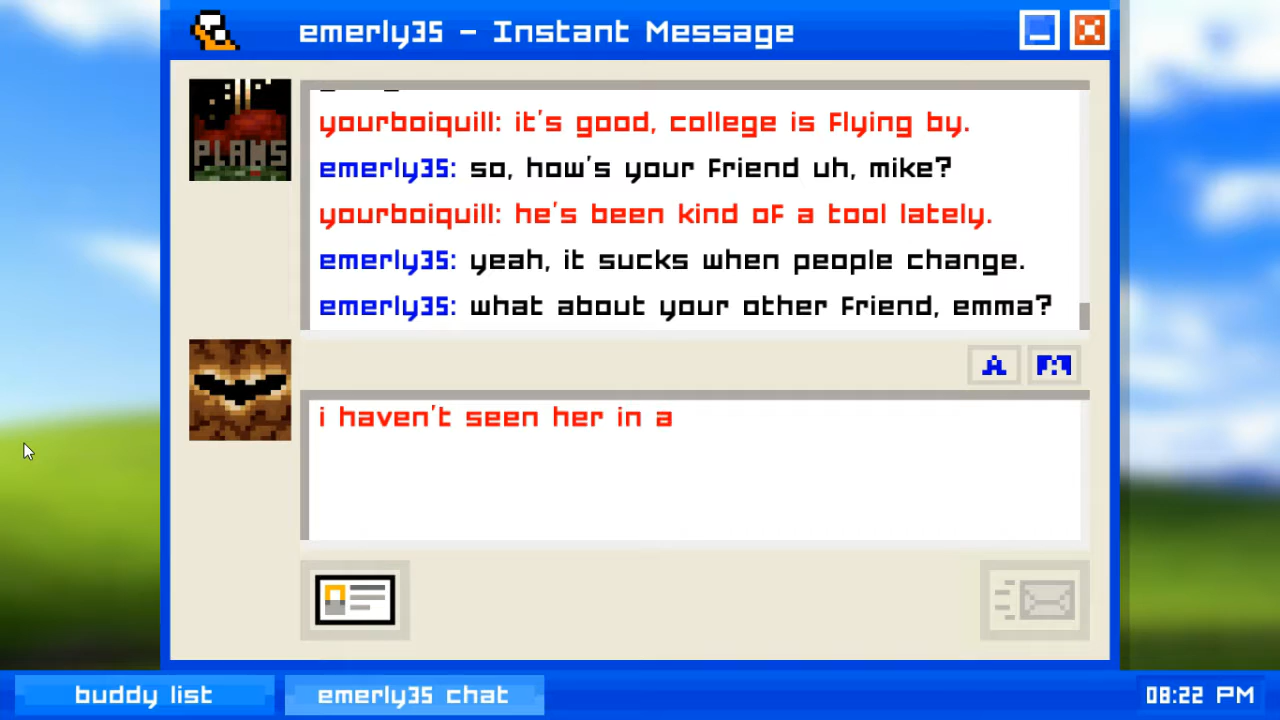 emerly35 - Instant Message
PLANS
yourboiquill: it's good, college is flying by.
emerly35: so, how's your friend uh, mike?
yourboiquill: he's been kind of a tool lately.
emerly35: yeah, it sucks when people change.
emerly35: what about your other friend, emma?
A
i haven't seen her in a
buddy list
emerly35 chat
08:22 PM